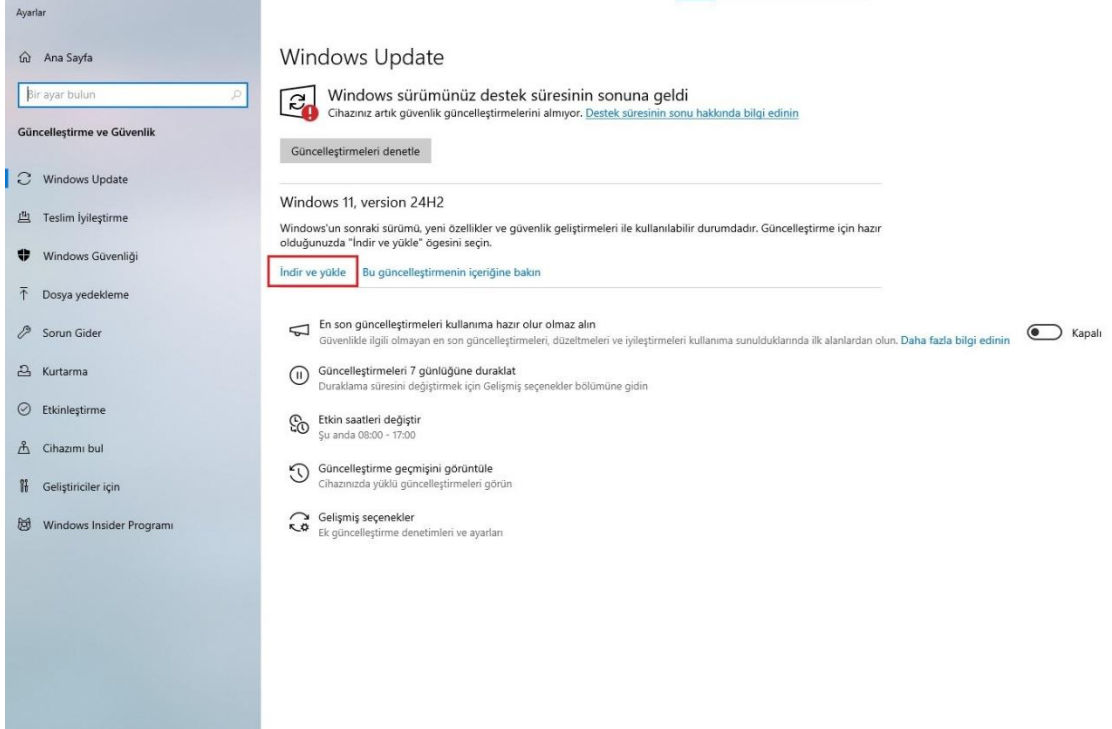 Ayarlar
Ana Sayfa
Bir ayar bulun
Güncelleştirme ve Güvenlik
Windows Update
Teslim İyileştirme
Windows Güvenliği
Dosya yedekleme
Sorun Gider
Kurtarma
Etkinleştirme
Cihazımı bul
Geliştiriciler için
Windows Insider Programı
Windows Update
Windows sürümünüz destek süresinin sonuna geldi
Cihazınız artık güvenlik güncelleştirmelerini almıyor. Destek süresinin sonu hakkında bilgi edinin
Güncelleştirmeleri denetle
Windows 11, version 24H2
Windows'un sonraki sürümü, yeni özellikler ve güvenlik geliştirmeleri ile kullanılabilir durumdadır. Güncelleştirme için hazır
olduğunuzda "İndir ve yükle" ögesini seçin.
İndir ve yükle Bu güncelleştirmenin içeriğine bakın
En son güncelleştirmeleri kullanıma hazır olur olmaz alın
Güvenlikle ilgili olmayan en son güncelleştirmeleri, düzeltmeleri ve iyileştirmeleri kullanıma sunulduklarında ilk alanlardan olun. Daha fazla bilgi edinin
Kapalı
Güncelleştirmeleri 7 günlüğüne duraklat
Duraklama süresini değiştirmek için Gelişmiş seçenekler bölümüne gidin
Etkin saatleri değiştir
Şu anda 08:00 - 17:00
Güncelleştirme geçmişini görüntüle
Cihazınızda yüklü güncelleştirmeleri görün
Gelişmiş seçenekler
Ek güncelleştirme denetimleri ve ayarları